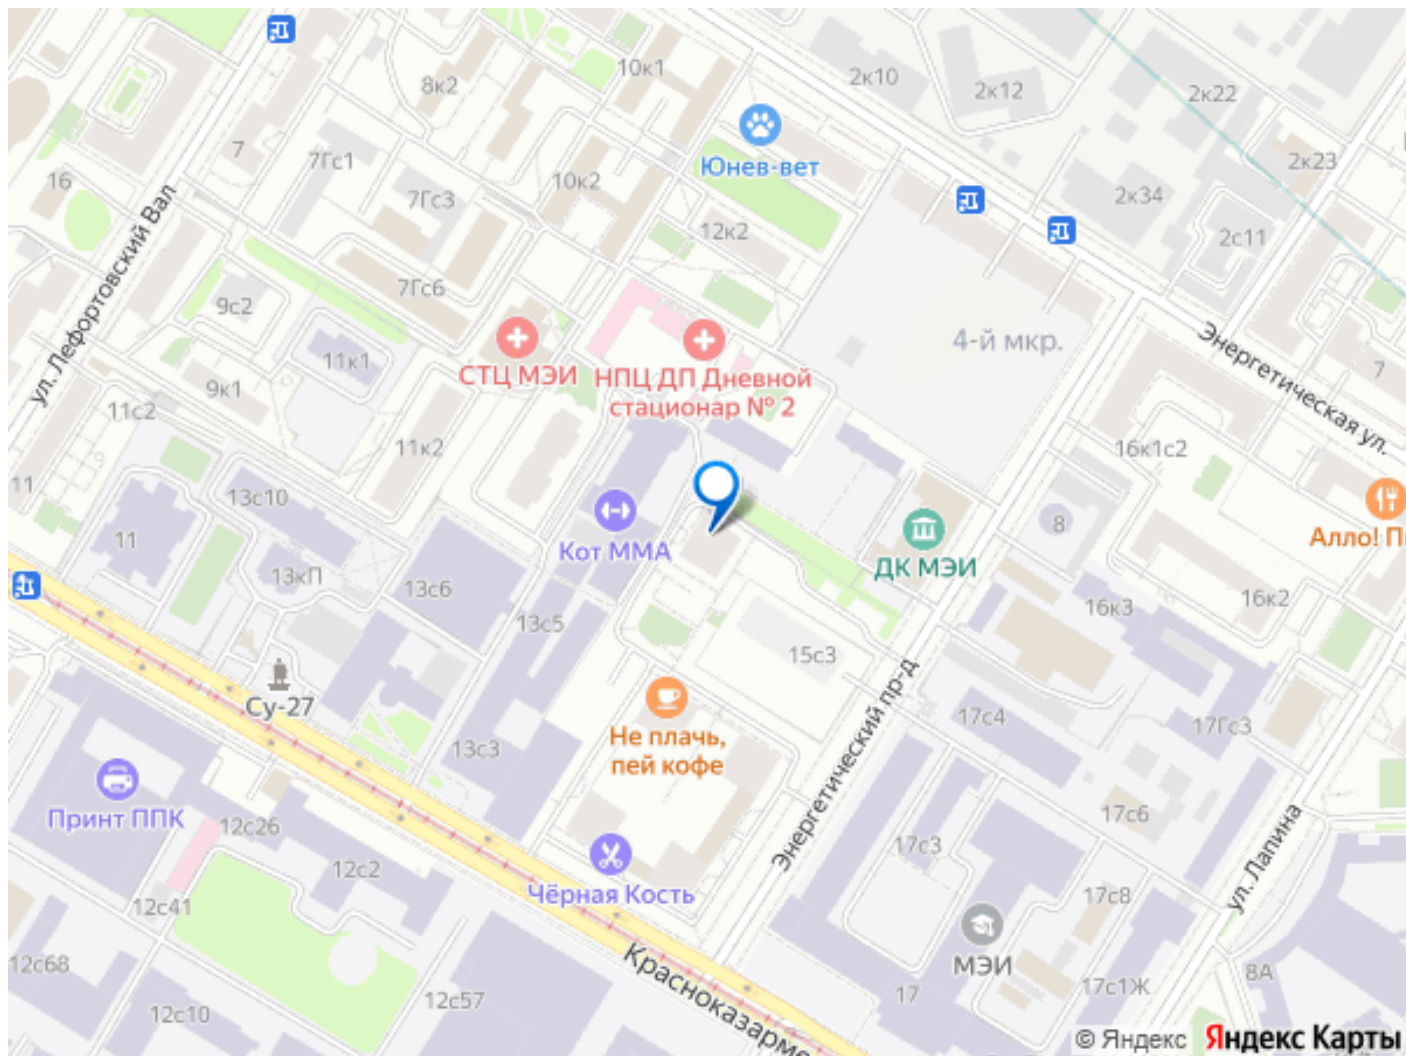 10к1
2к10
8к2
2к12
2к22
7
Юнев-вет
7Гс1
2к23
16
10к2
7Гс3
2к34
ул. Лефортовский Вал
12к2
2с11
7Гс6
9с2
4-й мкр.
Энергетическая ул.
11к1
СТЦ МЭИ
НПЦ ДП Дневной
стационар № 2
7
9к1
11с2
11к2
16к1с2
11
13с10
8
Кот ММА
ДК МЭИ
Алло! П
11
13кП
13с6
16к2
16к3
13с5
15с3
Су-27
Энергетический пр-д
17с4
17Гс3
Не плачь,
пей кофе
13с3
Принт ППК
12с26
17с6
17с3
ул. Лапина
12с2
Чёрная Кость
17с8
12с41
МЭИ
12с68
Красноказарме
8А
17с1Ж
12с57
17
12с10
© Яндекс Яндекс Карты